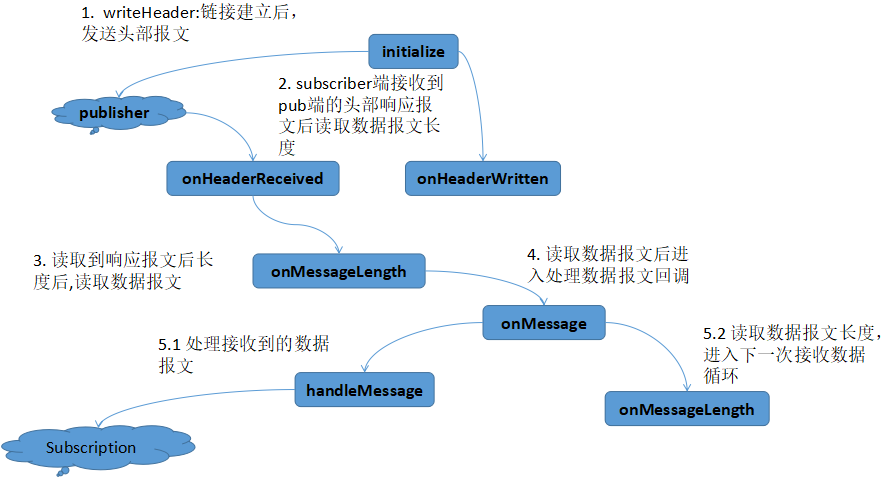 1. writeHeader:链接建立后，
发送头部报文
initialize
publisher
2. subscriber端接收到
pub端的头部响应报
文后读取数据报文长
度
onHeaderReceived
onHeaderWritten
3. 读取到响应报文后长
度后,读取数据报文
onMessageLength
4. 读取数据报文后进
入处理数据报文回调
onMessage
5.1 处理接收到的数据
报文
5.2 读取数据报文长度，
进入下一次接收数据
循环
handleMessage
onMessageLength
Subscription